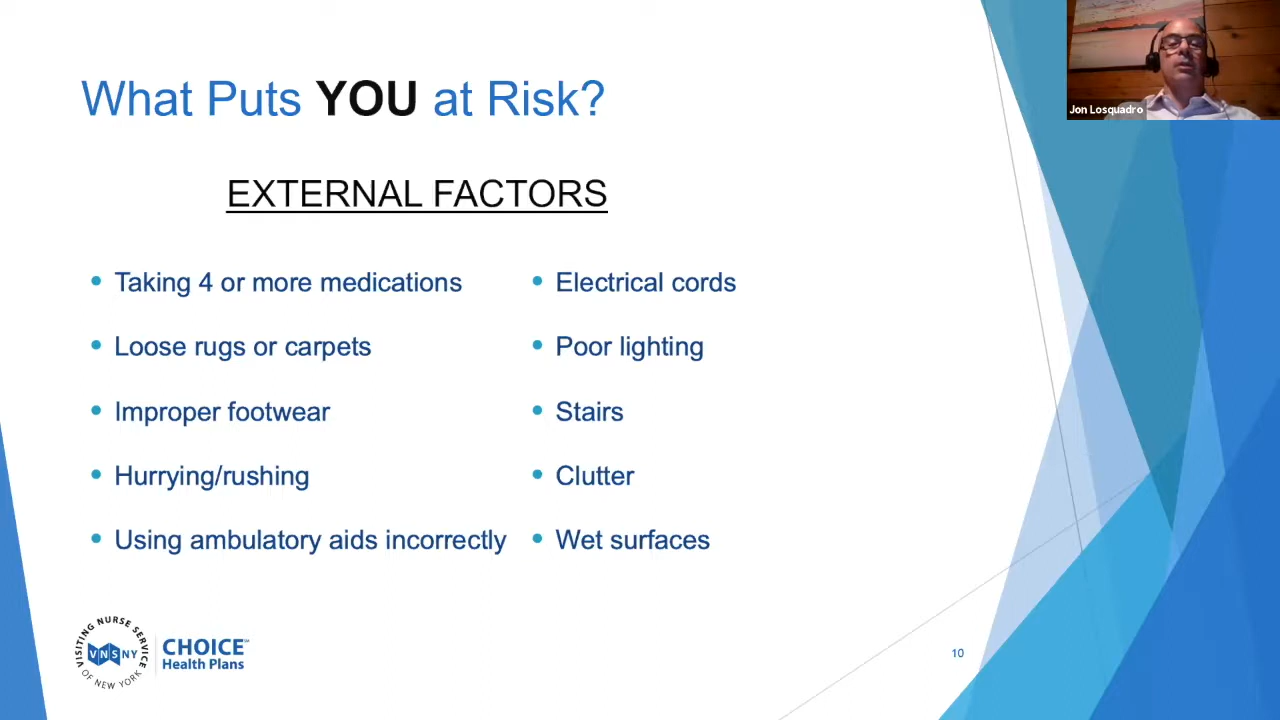 What Puts YOU at Risk?
EXTERNAL FACTORS
• Taking 4 or more medications
• Loose rugs or carpets
• Improper footwear
• Hurrying/rushing
• Using ambulatory aids incorrectly
• Electrical cords
• Poor lighting
• Stairs
• Clutter
• Wet surfaces
VISITING NURSE SERVICE
OF NEW YORK
VNSNY
CHOICE
Health Plans
10
Jon Losquadro